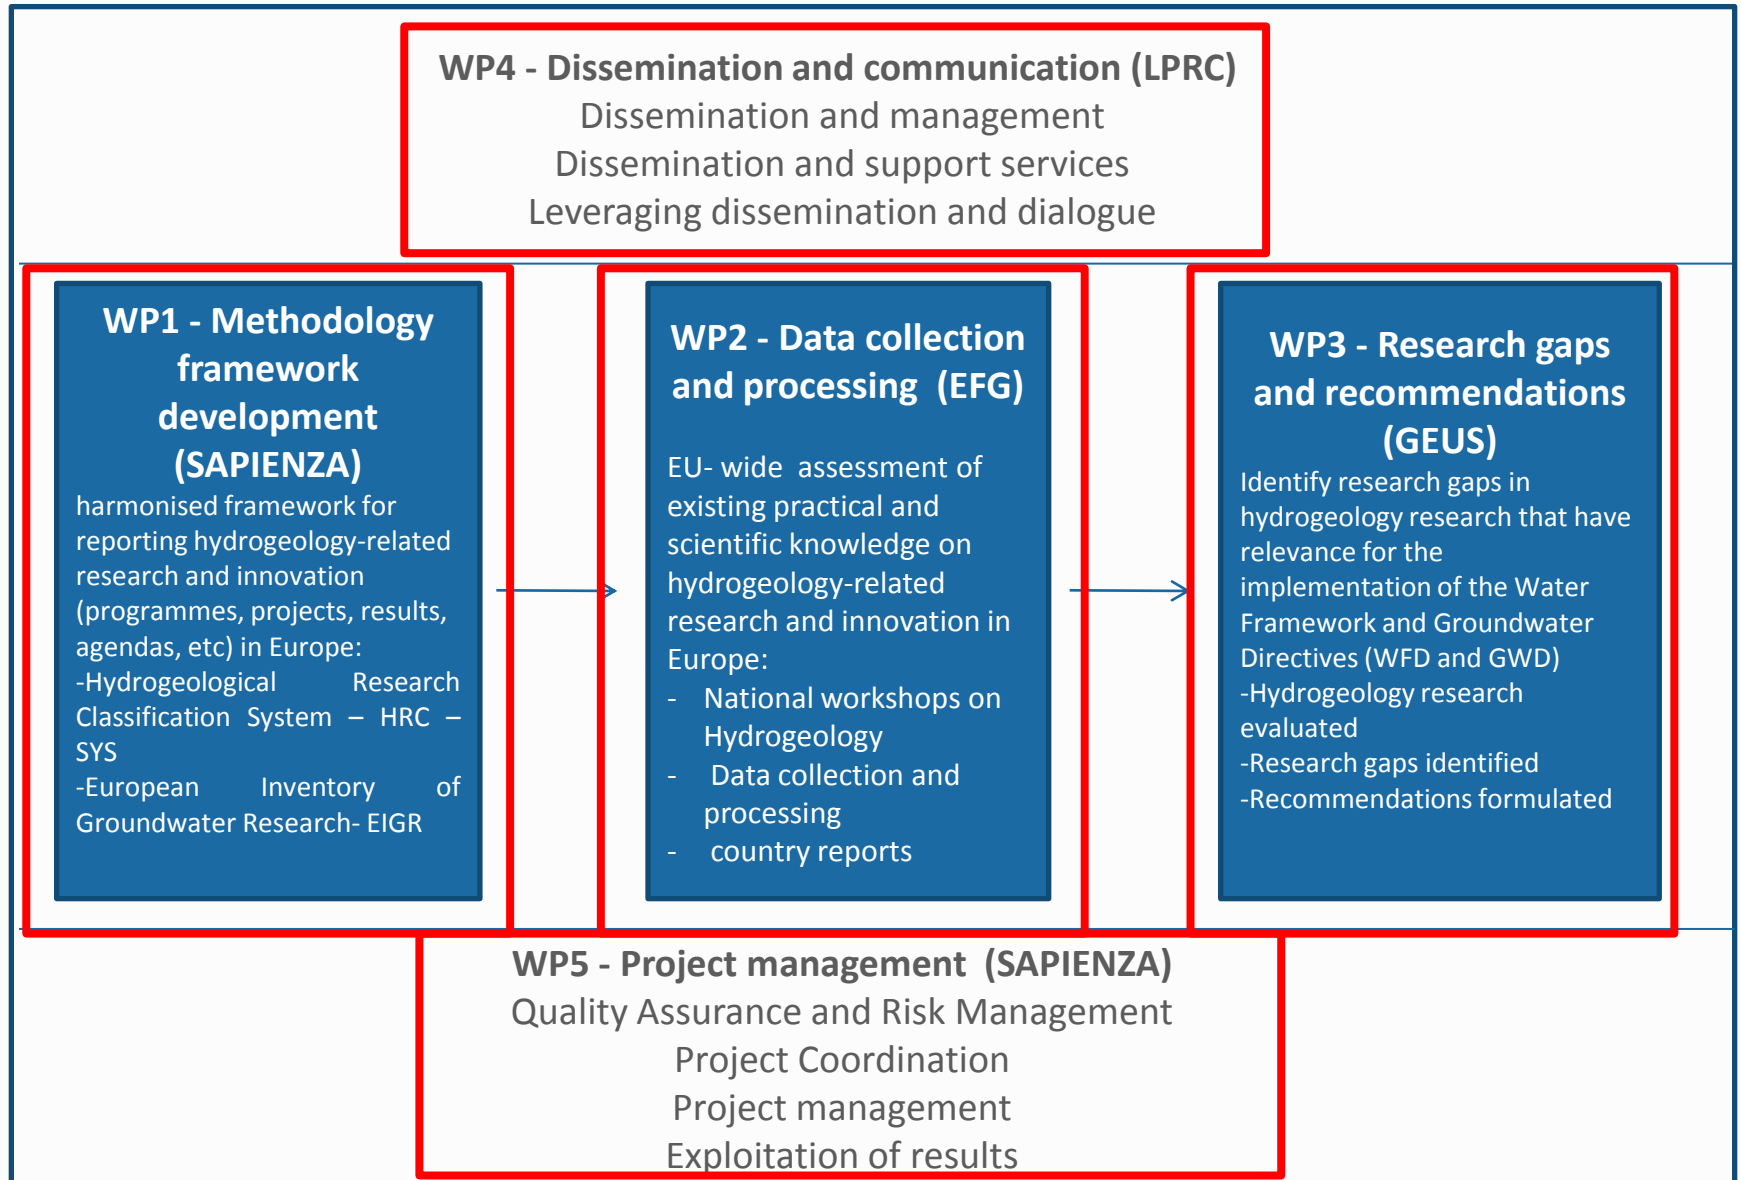 WP4 - Dissemination and communication (LPRC)
Dissemination and management
Dissemination and support services
Leveraging dissemination and dialogue
WP1 - Methodology
framework
development
(SAPIENZA)
harmonised framework for
reporting hydrogeology-related
research and innovation
(programmes, projects, results,
agendas, etc) in Europe:
-Hydrogeological Research
Classification System – HRC –
SYS
-European Inventory of
Groundwater Research- EIGR
WP2 - Data collection
and processing (EFG)
EU- wide assessment of
existing practical and
scientific knowledge on
hydrogeology-related
research and innovation in
Europe:
- National workshops on
Hydrogeology
- Data collection and
processing
- country reports
WP3 - Research gaps
and recommendations
(GEUS)
Identify research gaps in
hydrogeology research that have
relevance for the
implementation of the Water
Framework and Groundwater
Directives (WFD and GWD)
-Hydrogeology research
evaluated
-Research gaps identified
-Recommendations formulated
WP5 - Project management (SAPIENZA)
Quality Assurance and Risk Management
Project Coordination
Project management
Exploitation of results